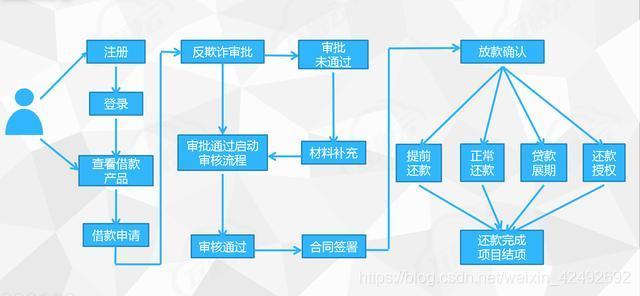 注册
登录
查看借款
产品
借款申请
反欺诈审批
审批
未通过
审批通过启动
审核流程
材料补充
审核通过
合同签署
放款确认
提前
还款
正常
还款
贷款
展期
还款
授权
还款完成
项目结项
https://blog.csdn.net/weixin_42492692